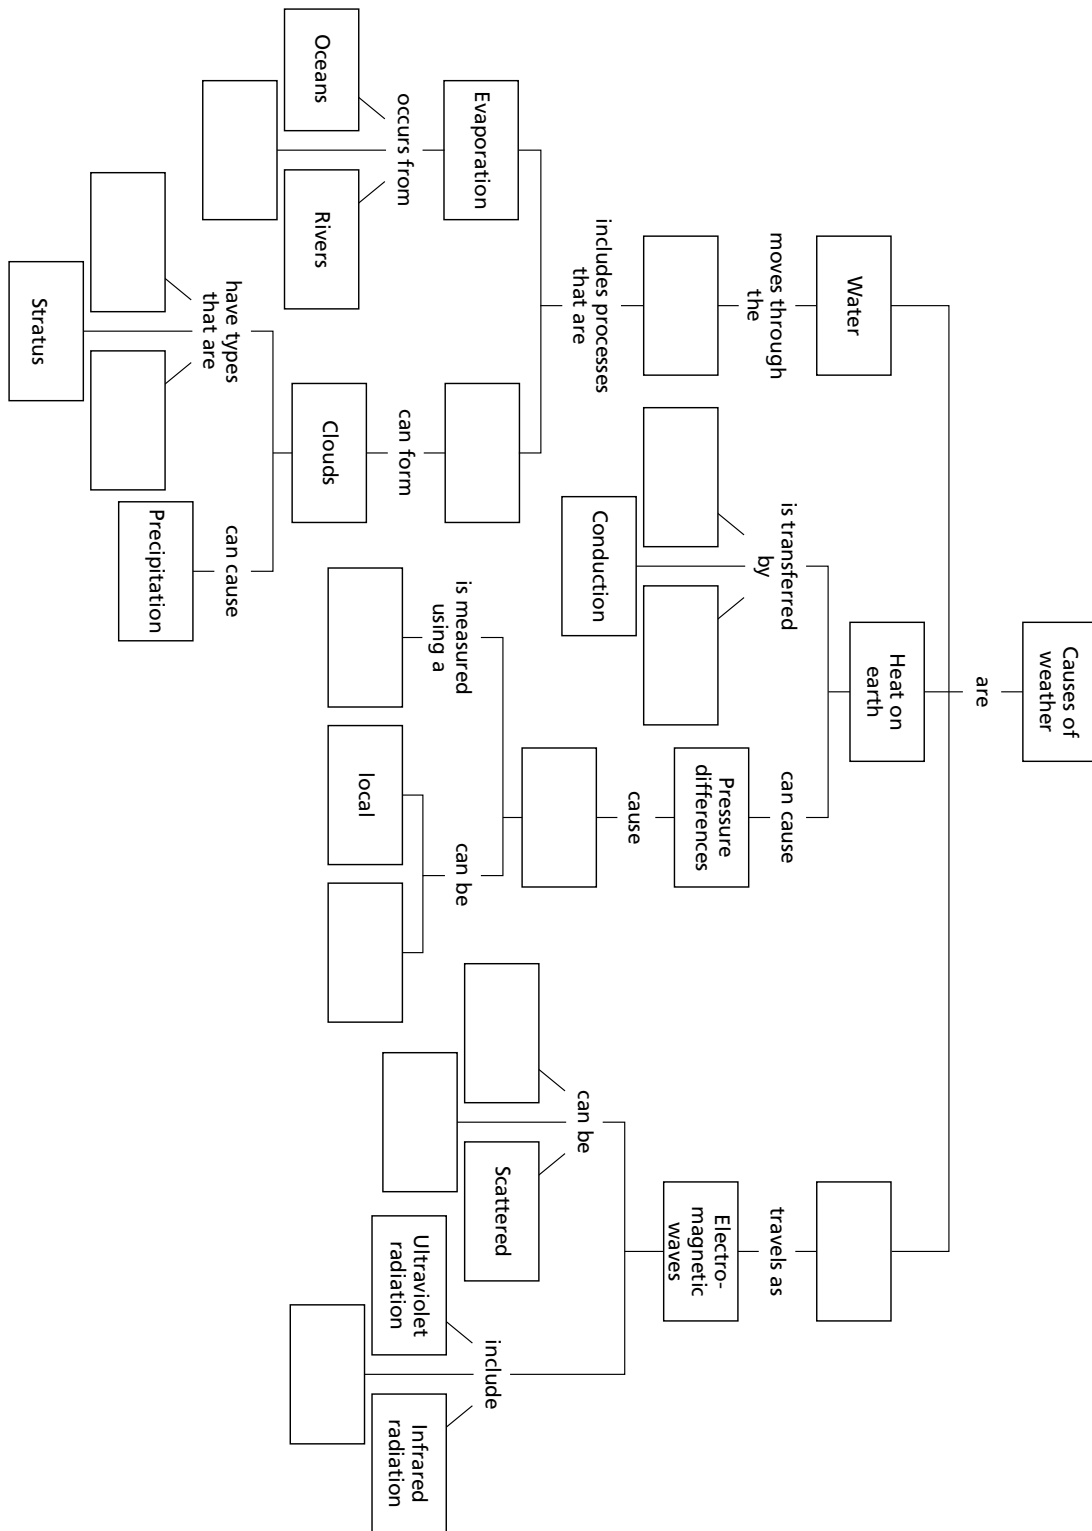 Causes of
weather
are
Water
moves through
the
includes processes
that are
Evaporation
occurs from
Oceans
Rivers
can form
Clouds
have types
that are
Stratus
can cause
Precipitation
Heat on
earth
is transferred
by
Conduction
can cause
Pressure
differences
cause
is measured
using a
can be
local
travels as
Electro-
magnetic
waves
can be
Scattered
include
Ultraviolet
radiation
Infrared
radiation